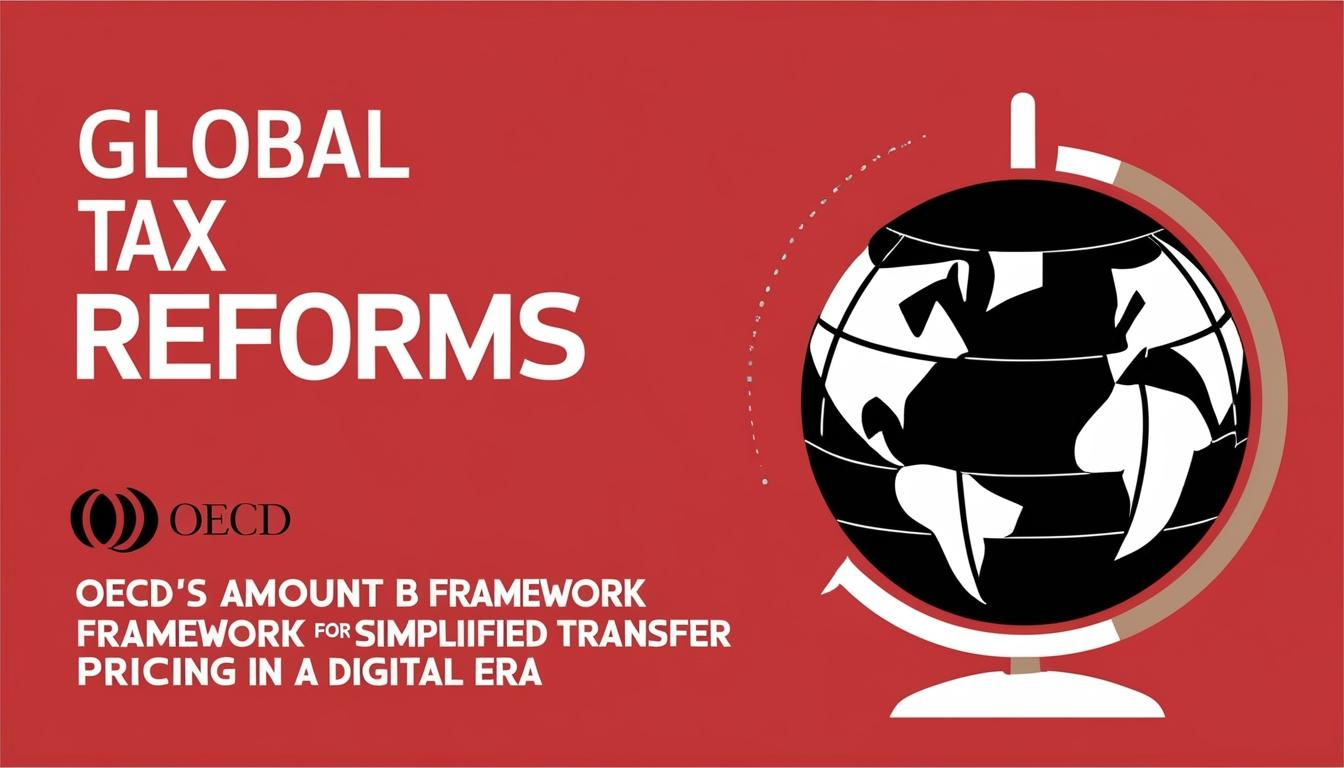 GLOBAL
TAX
REFORMS
OECD
OECD'S AMOUNT B FRAMEWORK
FRAMEWORK FOR SIMPLIIFIED TRANSFER
PRICING IN A DIGITAL ERA